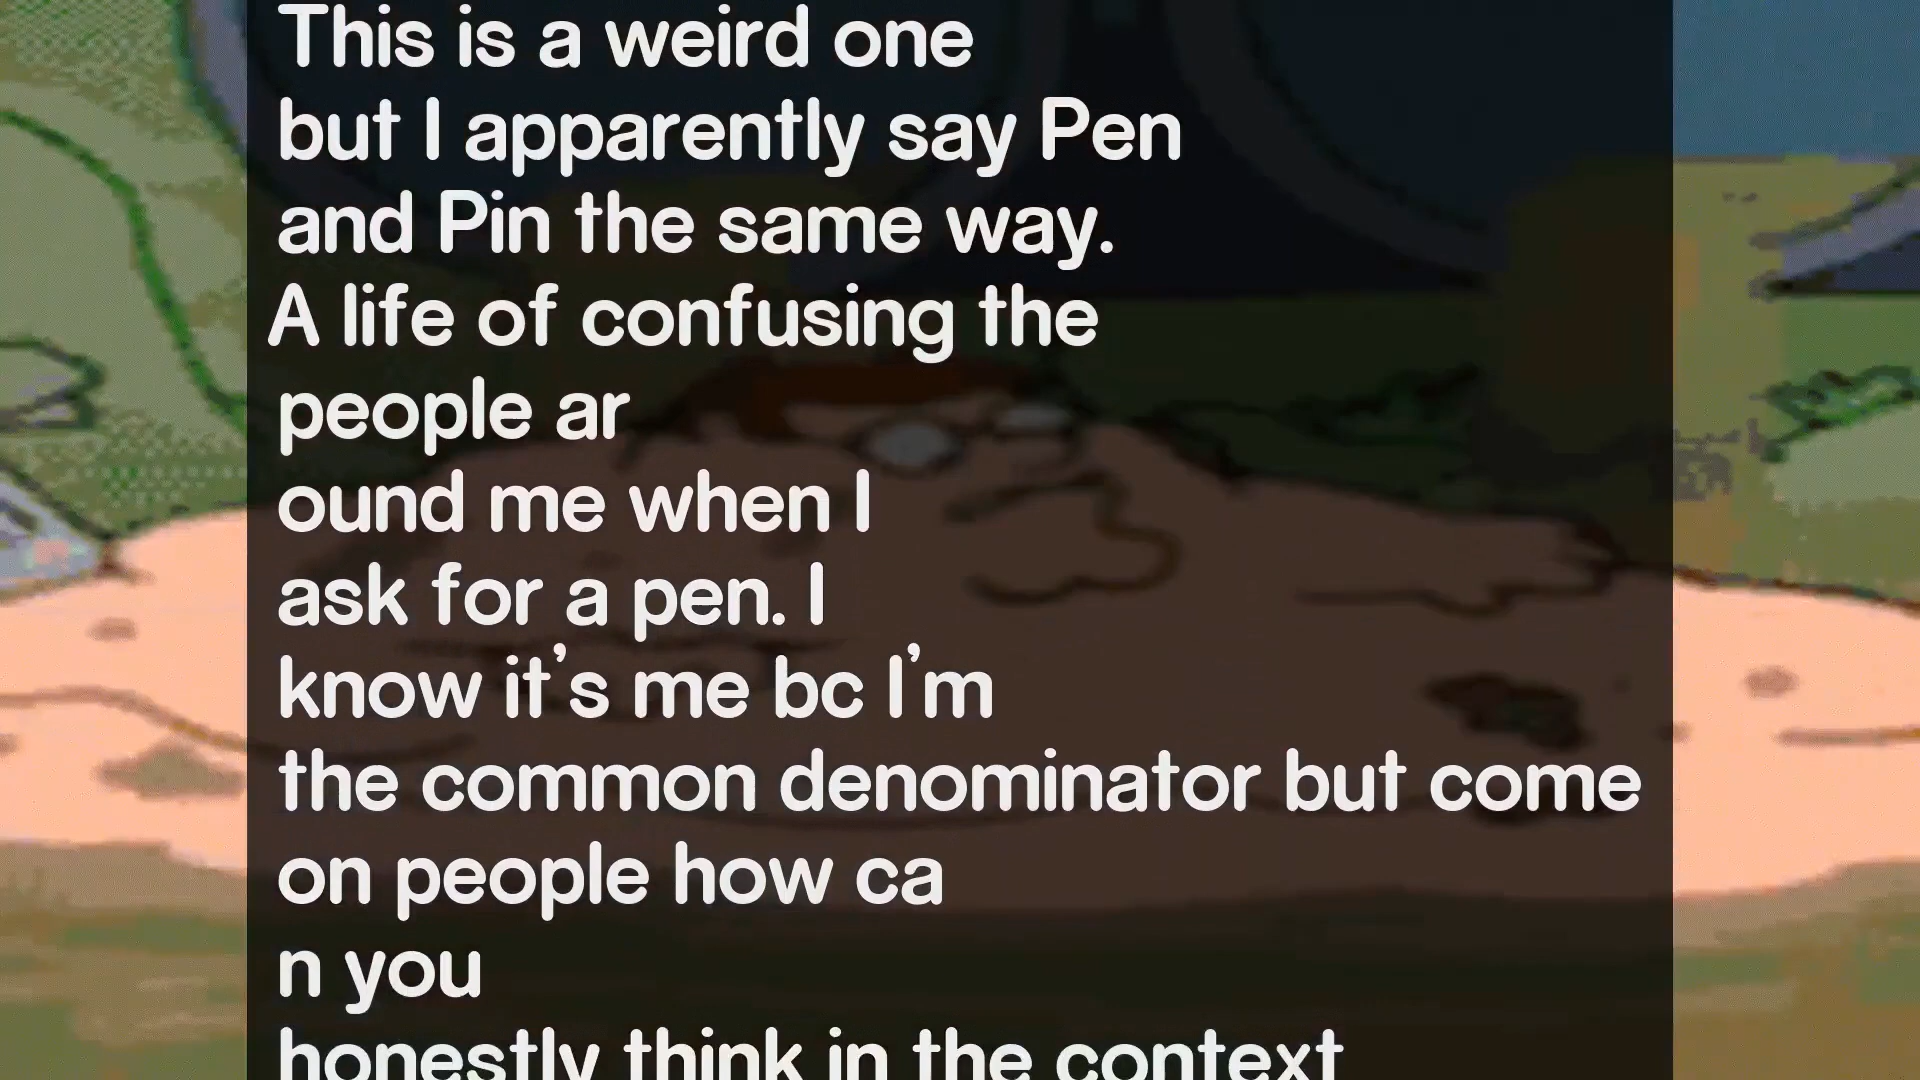 This is a weird one
but I apparently say Pen
and Pin the same way.
A life of confusing the
people ar
ound me when I
ask for a pen. I
know it's me bc I'm
the common denominator but come
on people how ca
n you
honestly think in the context